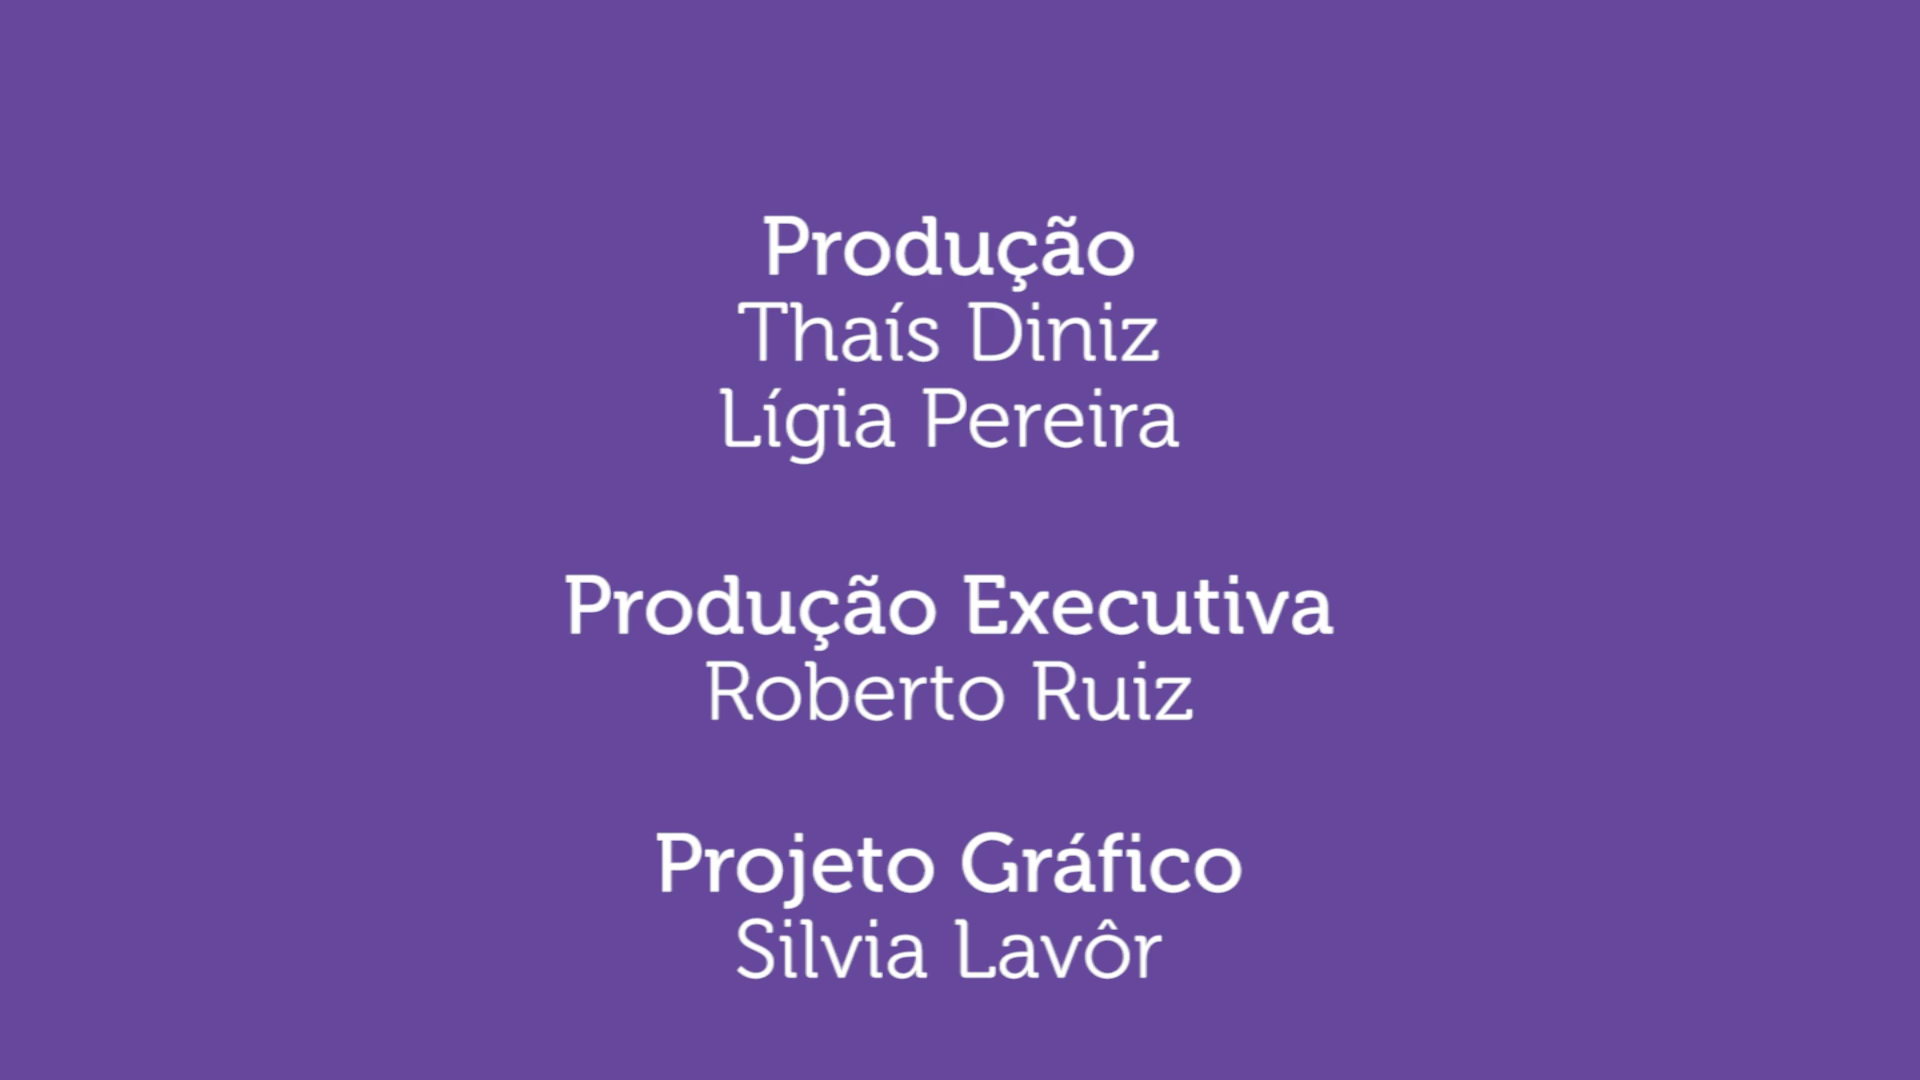 Produção
Thaís Diniz
Lígia Pereira
Produção Executiva
Roberto Ruiz
Projeto Gráfico
Silvia Lavôr